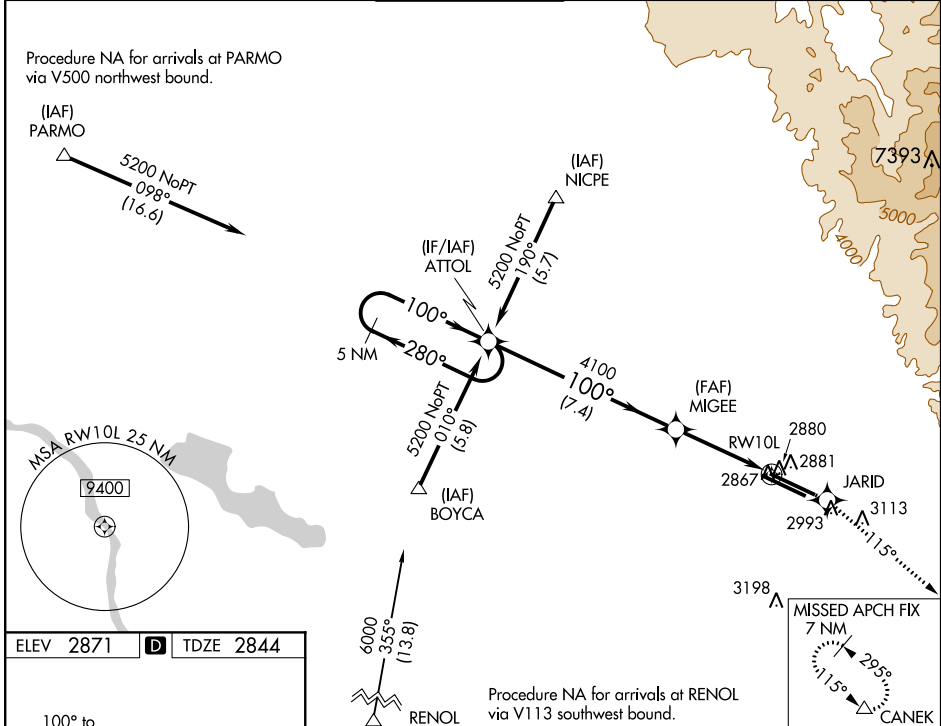 Procedure NA for arrivals at PARMO
via V500 northwest bound.
(IAF)
PARMO
5200 NoPT
098°
(16.6)
(IAF)
NICPE
5200 NoPT
190°
(5.7)
7393
5000
4000
(IF/IAF)
ATTOL
100°
280°
5 NM
4100
100°
(7.4)
(FAF)
MIGEE
5200 NoPT
010°
(5.8)
(IAF)
BOYCA
RW10L
2880
2881
2867
JARID
2993
3113
115°
3198
MSA RW10L 25 NM
9400
6000
355°
(13.8)
RENOL
Procedure NA for arrivals at RENOL
via V113 southwest bound.
MISSED APCH FIX
7 NM
295°
115°
CANEK
ELEV 2871 D TDZE 2844
100° to